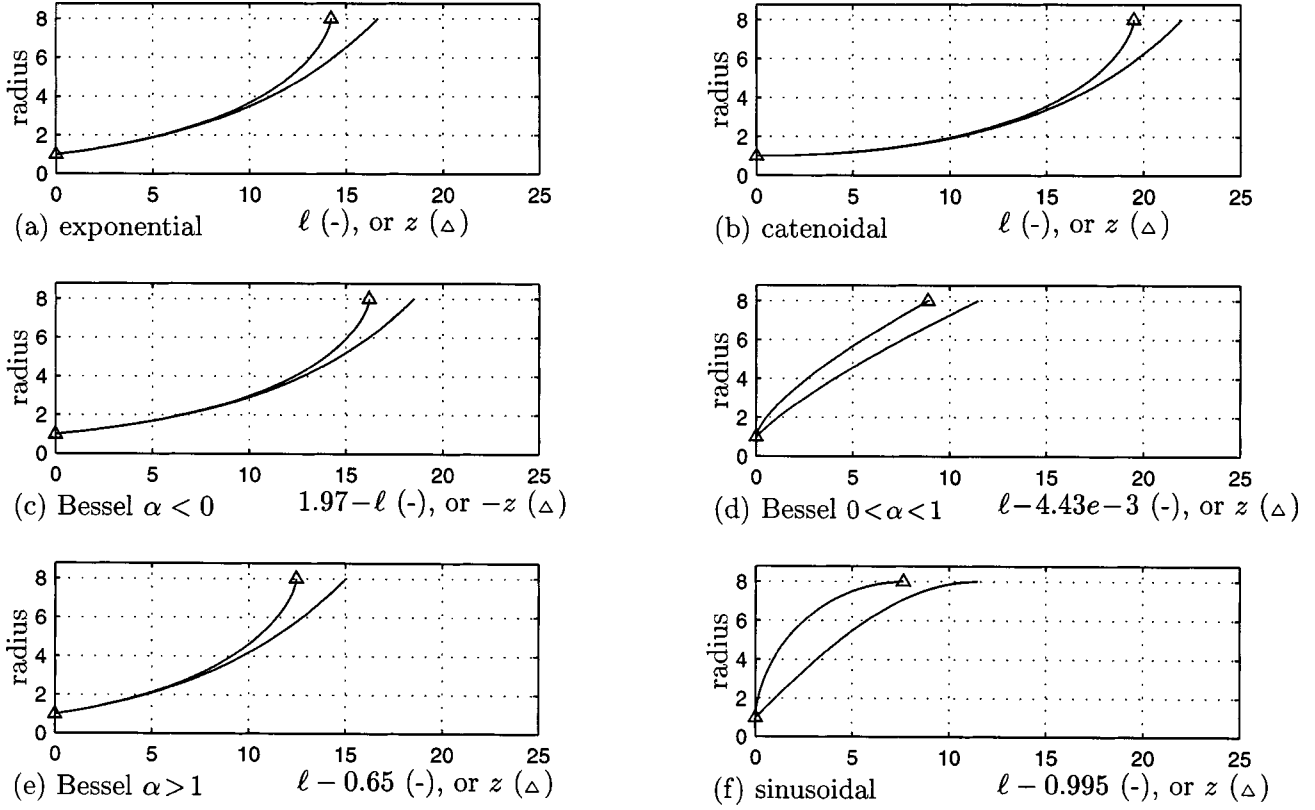 radius
8
6
4
2
0
0 5 10 15 20 25
(a) exponential ℓ (-), or z (△)
radius
8
6
4
2
0
0 5 10 15 20 25
(b) catenoidal ℓ (-), or z (△)
radius
8
6
4
2
0
0 5 10 15 20 25
(c) Bessel α < 0 1.97−ℓ (-), or −z (△)
radius
8
6
4
2
0
0 5 10 15 20 25
(d) Bessel 0<α<1 ℓ−4.43e−3 (-), or z (△)
radius
8
6
4
2
0
0 5 10 15 20 25
(e) Bessel α>1 ℓ − 0.65 (-), or z (△)
radius
8
6
4
2
0
0 5 10 15 20 25
(f) sinusoidal ℓ − 0.995 (-), or z (△)